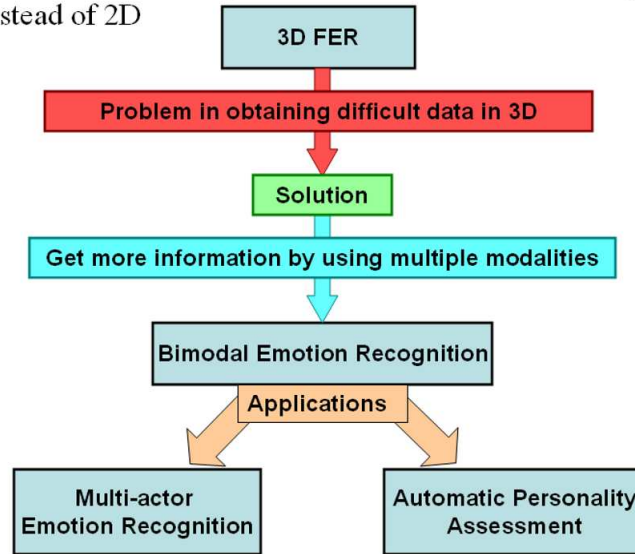 stead of 2D
3D FER
Problem in obtaining difficult data in 3D
Solution
Get more information by using multiple modalities
Bimodal Emotion Recognition
Applications
Multi-actor
Emotion Recognition
Automatic Personality
Assessment